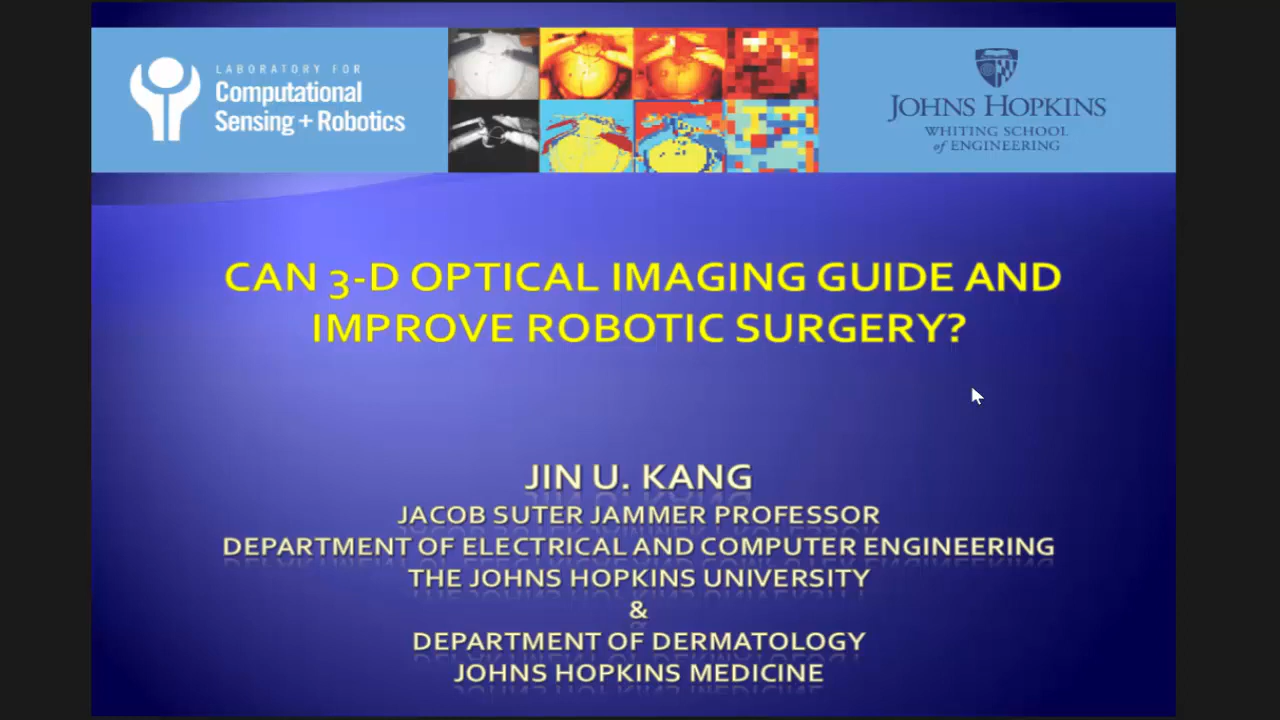 LABORATORY FOR
Computational
Sensing + Robotics
JOHNS HOPKINS
WHITING SCHOOL
of ENGINEERING
CAN 3-D OPTICAL IMAGING GUIDE AND
IMPROVE ROBOTIC SURGERY?
JIN U. KANG
JACOB SUTER JAMMER PROFESSOR
DEPARTMENT OF ELECTRICAL AND COMPUTER ENGINEERING
THE JOHNS HOPKINS UNIVERSITY
&
DEPARTMENT OF DERMATOLOGY
JOHNS HOPKINS MEDICINE